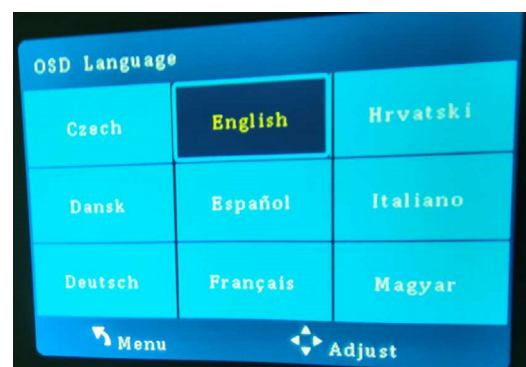 OSD Language
Czech English Hrvatski
Dansk Español Italiano
Deutsch Français Magyar
Menu Adjust